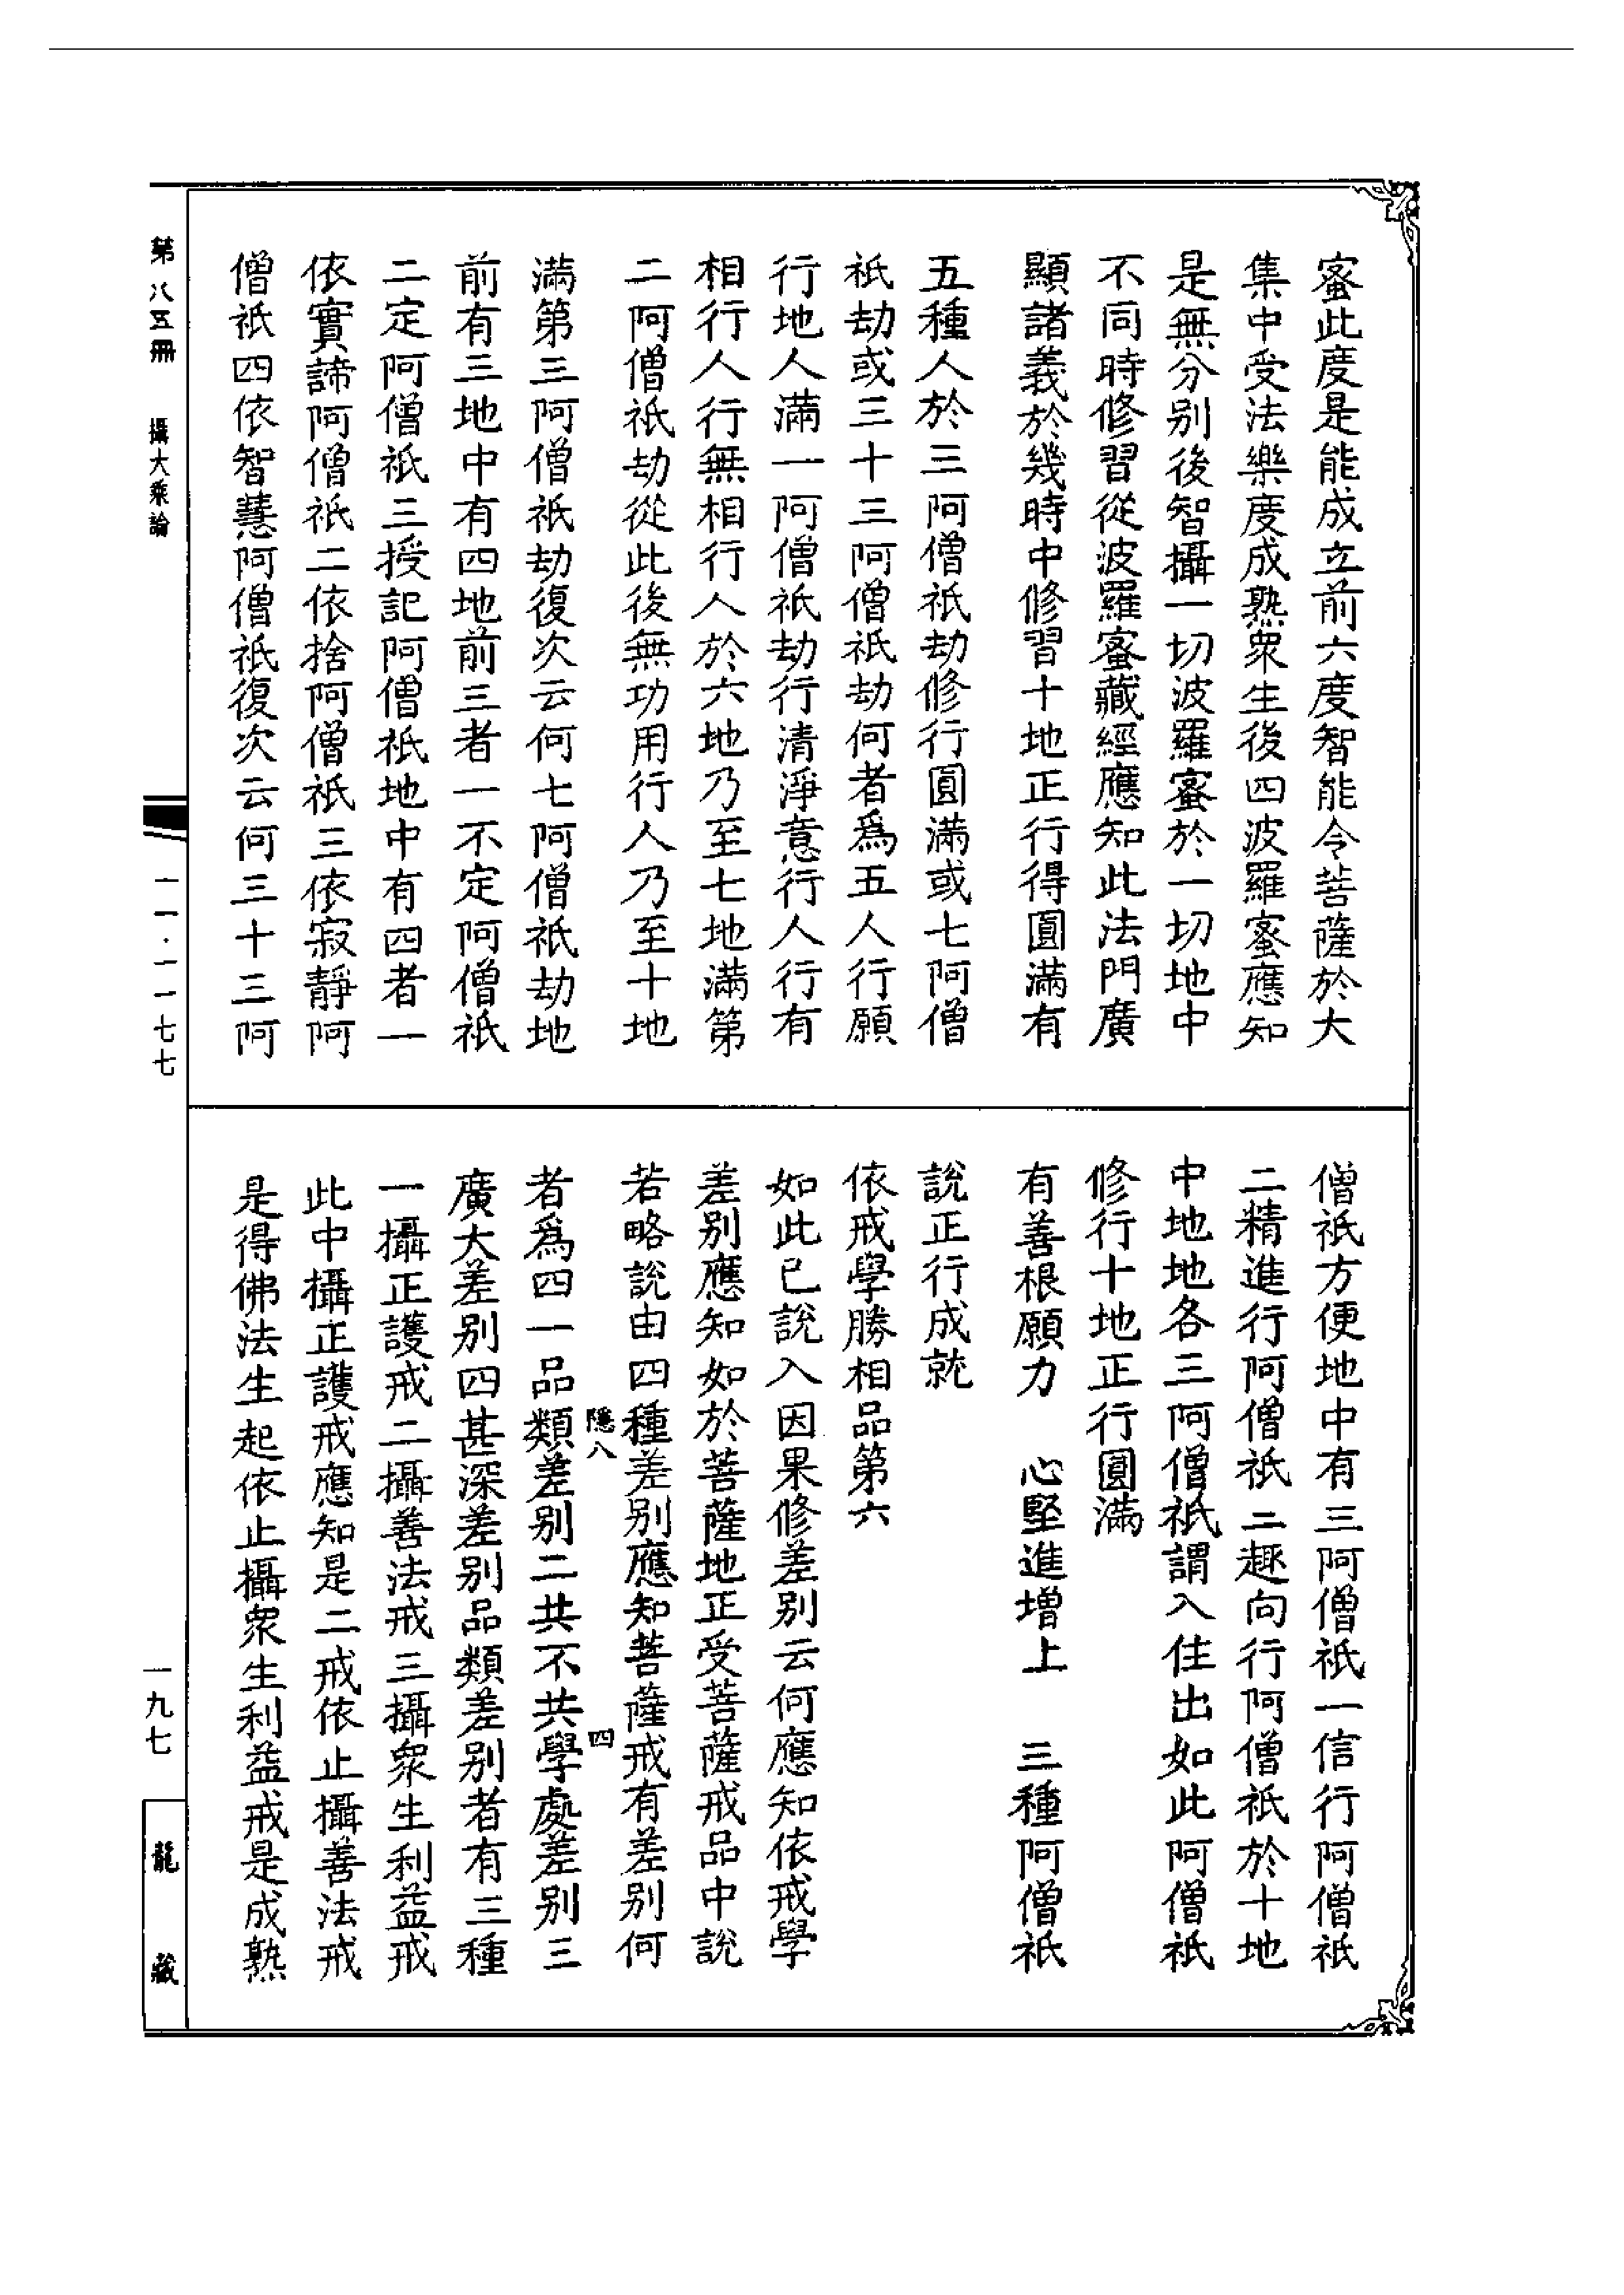 蜜此度是能成立前六度智能令菩薩於大
集中受法樂度成熟衆生後四波羅蜜應知
是無分别後智攝一切波羅蜜於一切地中
不同時修習從波羅蜜藏經應知此法門廣
顯諸義於幾時中修習十地正行得圓滿有
五種人於三阿僧祇劫修行圓滿或七阿僧
祇劫或三十三阿僧祇劫何者爲五人行願
行地人滿一阿僧祇劫行清淨意行人行有
相行人行無相行人於六地乃至七地滿第
二阿僧祇劫從此後無功用行人乃至十地
滿第三阿僧祇劫復次云何七阿僧祇劫地
前有三地中有四地前三者一不定阿僧祇
二定阿僧祇三授記阿僧祇地中有四者一
依實諦阿僧祇二依捨阿僧祇三依寂靜阿
僧祇四依智慧阿僧祇復次云何三十三阿
僧祇方便地中有三阿僧祇一信行阿僧祇
二精進行阿僧祇三趣向行阿僧祇於十地
中地地各三阿僧祇謂入住出如此阿僧祇
修行十地正行圓滿
有善根願力　心堅進增上　三種阿僧祇
說正行成就
依戒學勝相品第六
如此已說入因果修差别云何應知依戒學
差别應知如於菩薩地正受菩薩戒品中說
若略說由四種差别應知菩薩戒有差别何
隱八　四
者爲四一品類差别二共不共學處差别三
廣大差别四甚深差别品類差别者有三種
一攝正護戒二攝善法戒三攝衆生利益戒
此中攝正護戒應知是二戒依止攝善法戒
是得佛法生起依止攝衆生利益戒是成熟
第八五冊　攝大乘論
一一·一一七七
一九七
龍藏